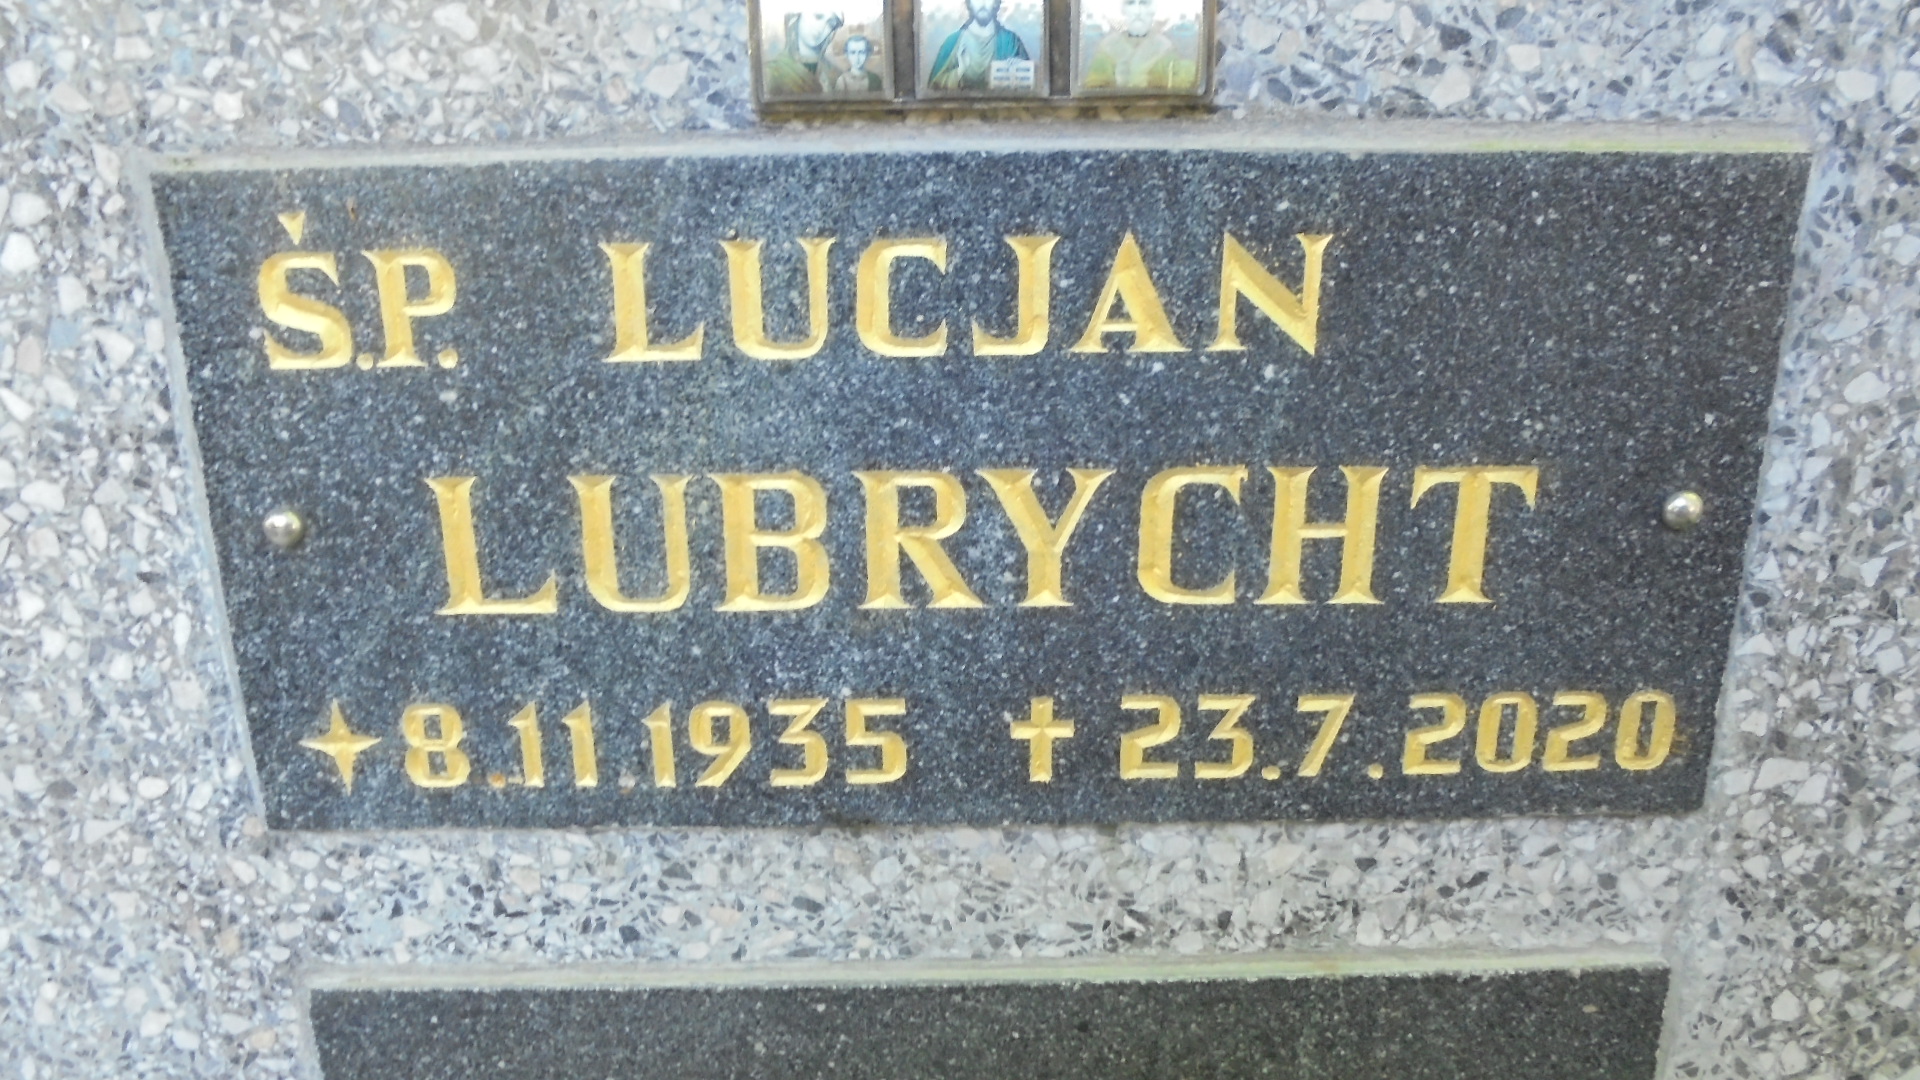 Ś.P. LUCJAN
LUBRYCHT
8.11.1935 ✝ 23.7.2020